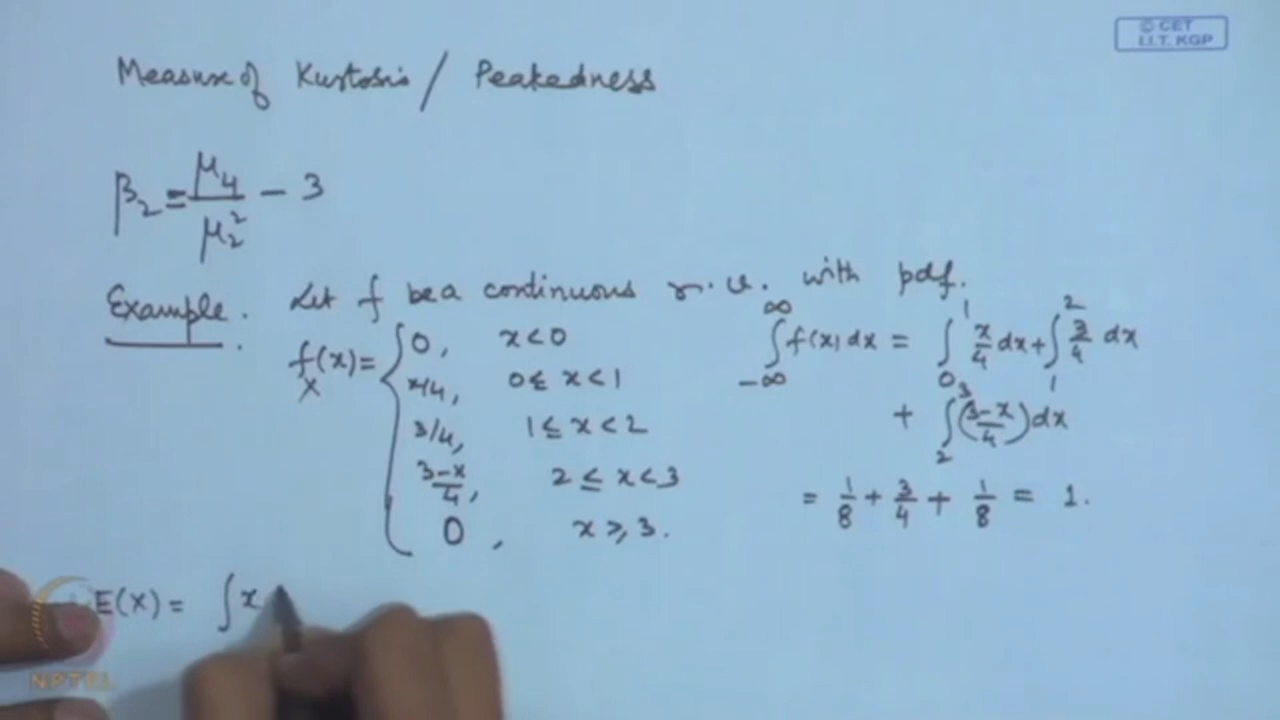 © CET
I.I.T. KGP
Measure of Kurtosis / Peakedness
β₂ = μ₄ / μ₂² − 3
Example. Let f be a continuous r.v. with pdf.
f_X(x) = { 0, x < 0
x/4, 0 ≤ x < 1
3/4, 1 ≤ x < 2
(3−x)/4, 2 ≤ x < 3
0, x ≥ 3.
∫_{−∞}^{∞} f(x) dx = ∫_0^1 x/4 dx + ∫_1^2 3/4 dx
+ ∫_2^3 (3−x)/4 dx
= 1/8 + 3/4 + 1/8 = 1.
E(X) = ∫ x
NPTEL